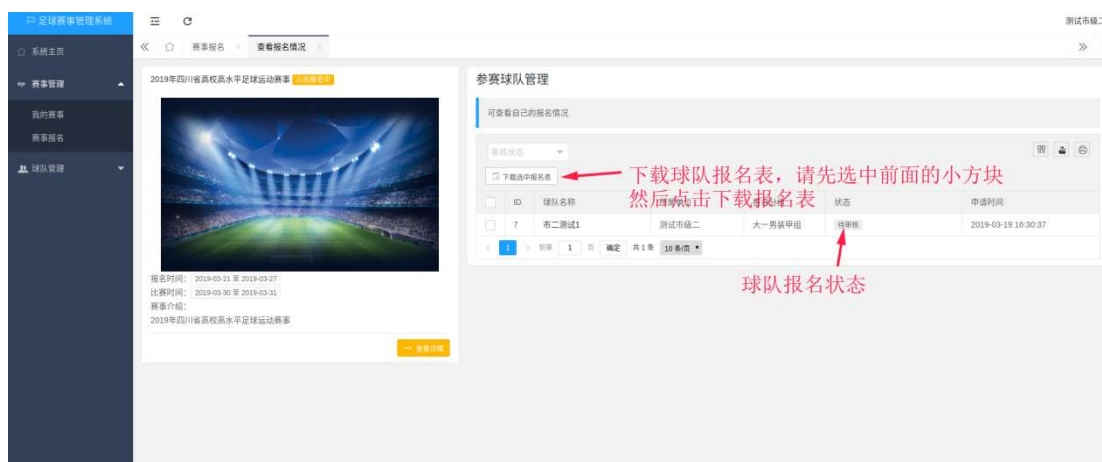 足球赛事管理系统
测试市级二
系统主页
赛事报名
查看报名情况
赛事管理
我的赛事
赛事报名
球队管理
2019年四川省高校高水平足球运动赛事
报名时间： 2019-03-21 至 2019-03-27
比赛时间： 2019-03-30 至 2019-03-31
赛事介绍：
2019年四川省高校高水平足球运动赛事
查看详情
参赛球队管理
可查看自己的报名情况
审核状态
下载选中报名表
下载球队报名表，请先选中前面的小方块
然后点击下载报名表
ID 球队名称 状态 申请时间
7 市二测试1 测试市级二 大一男装甲组 待审核 2019-03-19 16:30:37
1 到第 1 页 确定 共 1 条 10 条/页
球队报名状态